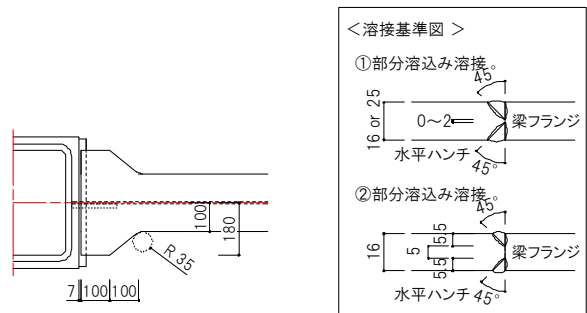 100
180
R 35
7 100 100
＜溶接基準図 ＞
①部分溶込み溶接。
45
16 or 25
0～2
梁フランジ
水平ハンチ
45°
②部分溶込み溶接。
45
16
5.5
5
5.5
梁フランジ
水平ハンチ 45°